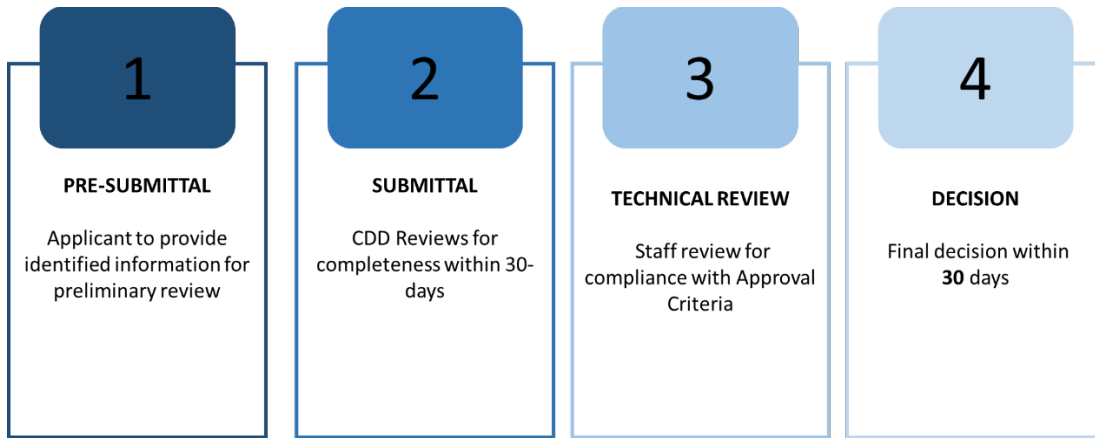 1
PRE-SUBMITTAL
Applicant to provide
identified information for
preliminary review
2
SUBMITTAL
CDD Reviews for
completeness within 30-
days
3
TECHNICAL REVIEW
Staff review for
compliance with Approval
Criteria
4
DECISION
Final decision within
30 days